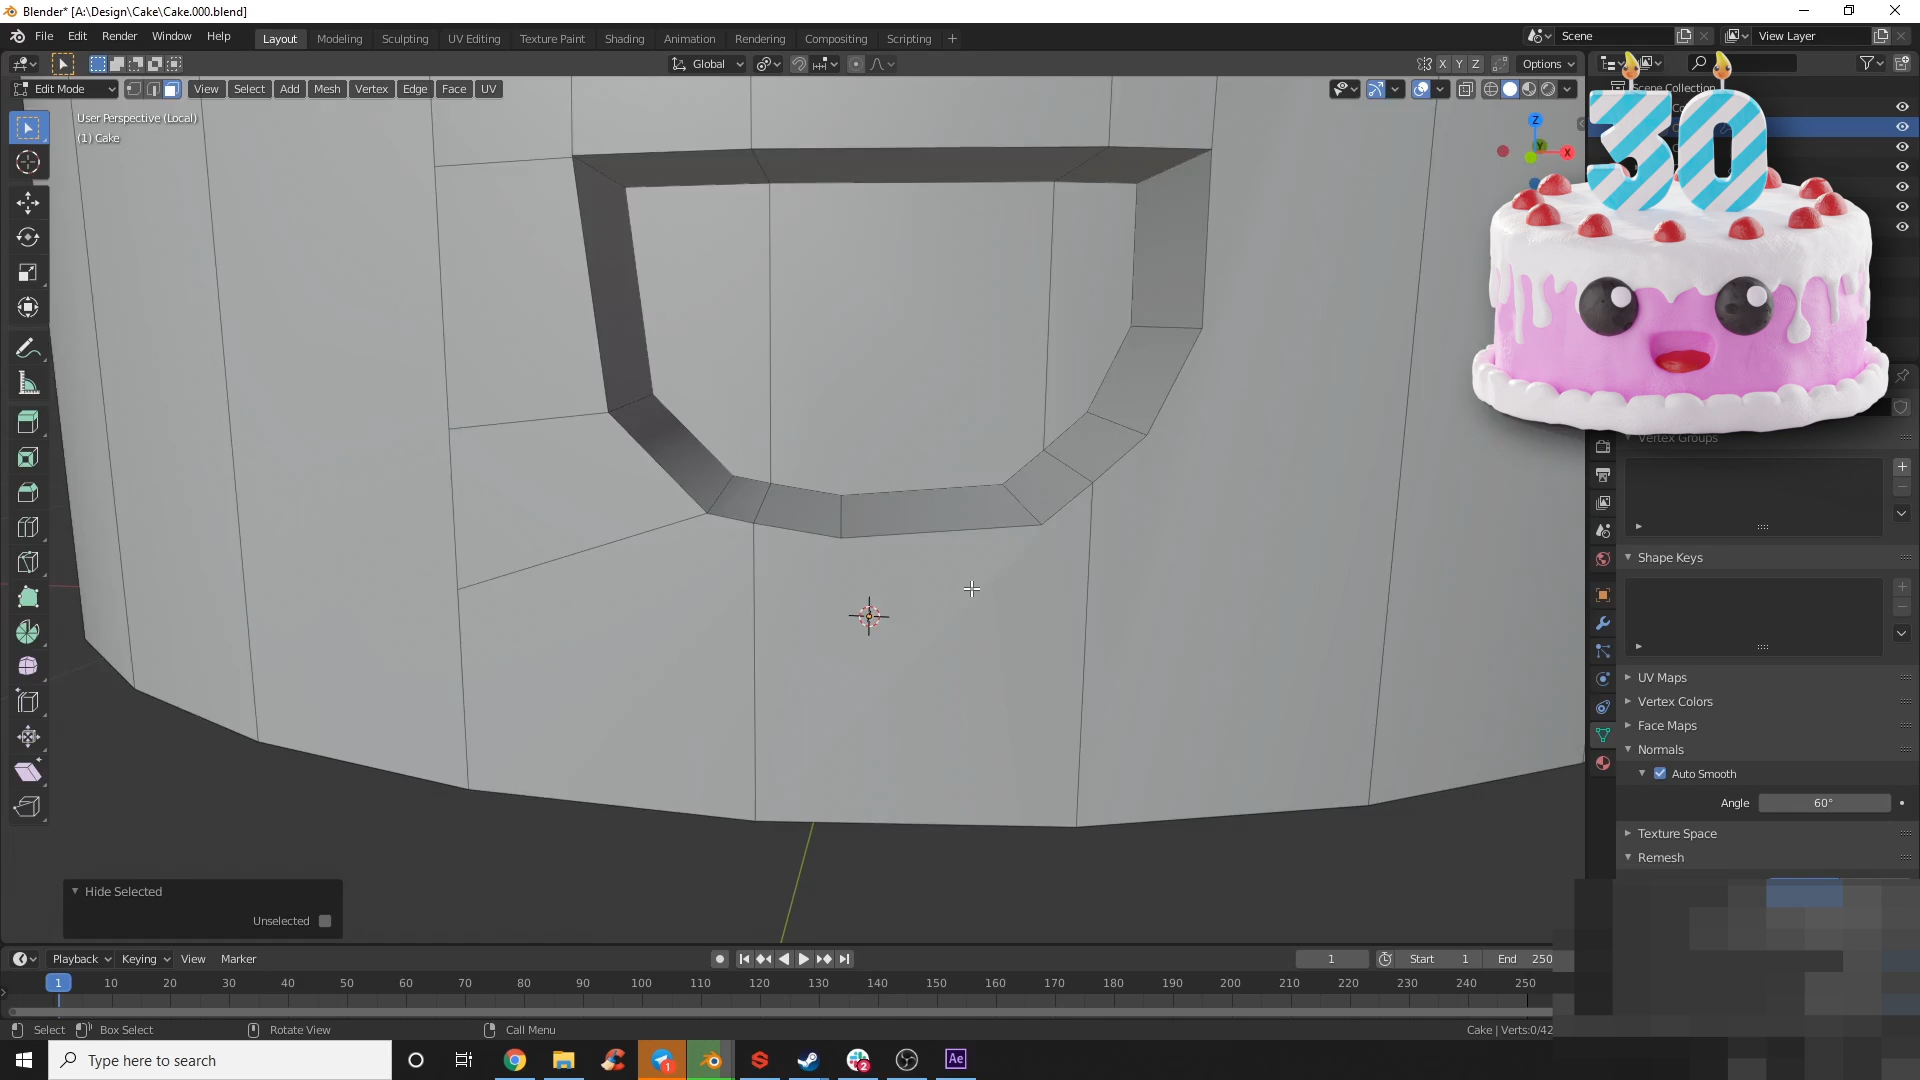 Blender* [A:\Design\Cake\Cake.000.blend]
File Edit Render Window Help
Layout Modeling Sculpting UV Editing Texture Paint Shading Animation Rendering Compositing Scripting +
Scene
View Layer
Global
X Y Z
Options
Edit Mode
View Select Add Mesh Vertex Edge Face UV
User Perspective (Local)
(1) Cake
Z
Y
X
Scene Collection
30
Vertex Groups
Shape Keys
UV Maps
Vertex Colors
Face Maps
Normals
Auto Smooth
Angle 60°
Texture Space
Remesh
Hide Selected
Unselected
Playback Keying View Marker
1
Start 1
End 250
1 10 20 30 40 50 60 70 80 90 100 110 120 130 140 150 160 170 180 190 200 210 220 230 240 250
Select Box Select Rotate View Call Menu
Cake | Verts:0/42
Type here to search
1
2
Ae